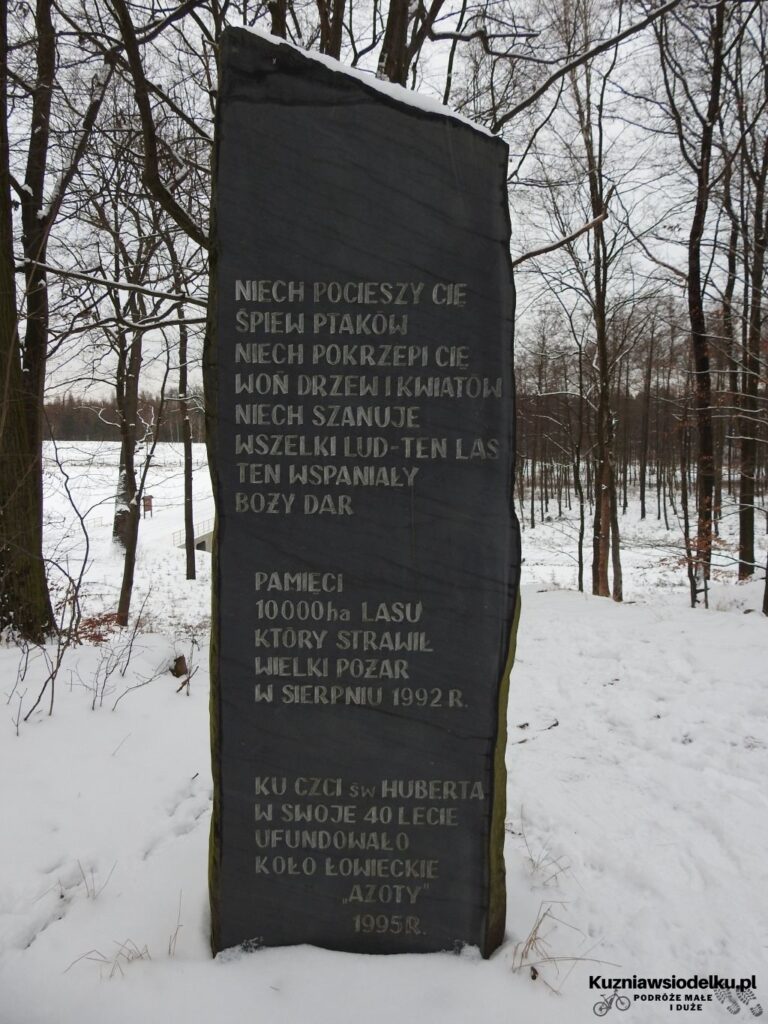 NIECH POCIESZY CIĘ
ŚPIEW PTAKÓW
NIECH POKRZEPI CIĘ
WOŃ DRZEW I KWIATÓW
NIECH SZANUJE
WSZELKI LUD-TEN LAS
TEN WSPANIAŁY
BOŻY DAR
PAMIĘCI
10000ha LASU
KTÓRY STRAWIŁ
WIELKI POŻAR
W SIERPNIU 1992 R.
KU CZCI św HUBERTA
W SWOJE 40 LECIE
UFUNDOWAŁO
KOŁO ŁOWIECKIE
„AZOTY"
1995 R.
Kuzniawsiodelku.pl
PODRÓŻE MAŁE
I DUŻE